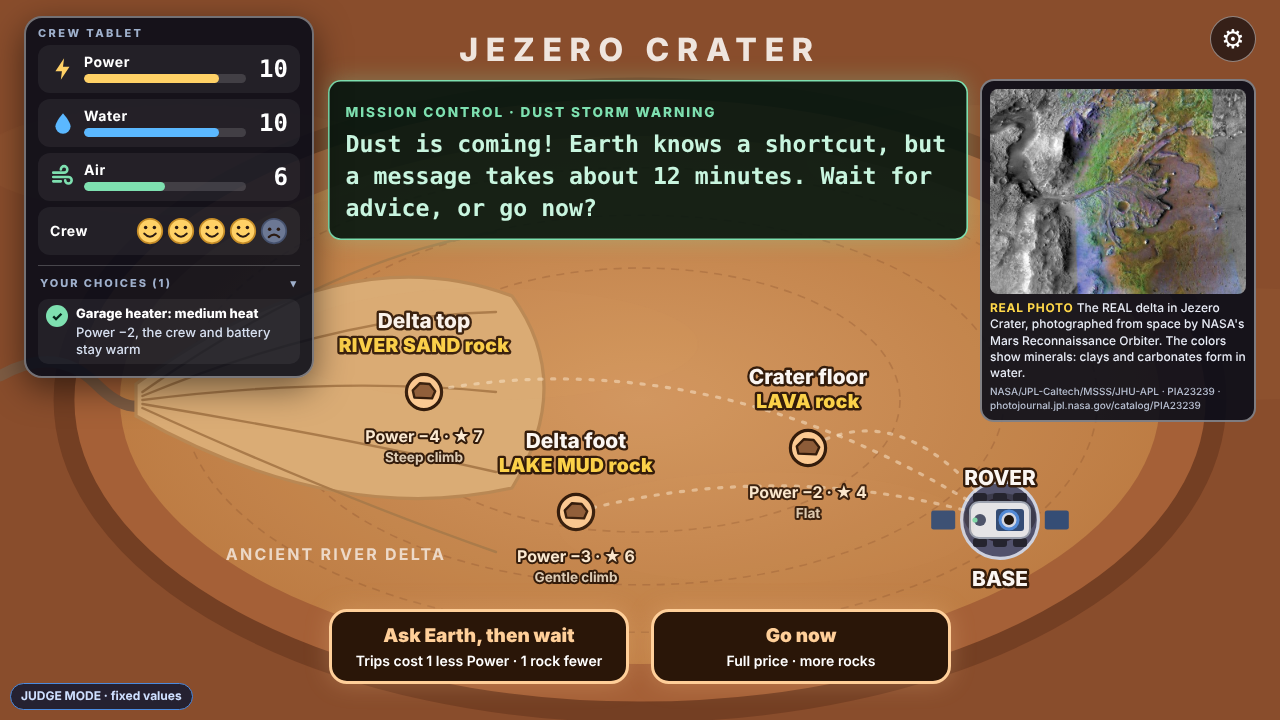 CREW TABLET
Power
10
Water
10
Air
6
Crew
YOUR CHOICES (1)
Garage heater: medium heat
Power −2, the crew and battery
stay warm
JEZERO CRATER
MISSION CONTROL · DUST STORM WARNING
Dust is coming! Earth knows a shortcut, but
a message takes about 12 minutes. Wait for
advice, or go now?
REAL PHOTO The REAL delta in Jezero
Crater, photographed from space by NASA's
Mars Reconnaissance Orbiter. The colors
show minerals: clays and carbonates form in
water.
NASA/JPL-Caltech/MSSS/JHU-APL · PIA23239 ·
photojournal.jpl.nasa.gov/catalog/PIA23239
Delta top
RIVER SAND rock
Power −4 · ★ 7
Steep climb
Delta foot
LAKE MUD rock
Power −3 · ★ 6
Gentle climb
Crater floor
LAVA rock
Power −2 · ★ 4
Flat
ROVER
BASE
ANCIENT RIVER DELTA
Ask Earth, then wait
Trips cost 1 less Power · 1 rock fewer
Go now
Full price · more rocks
JUDGE MODE · fixed values